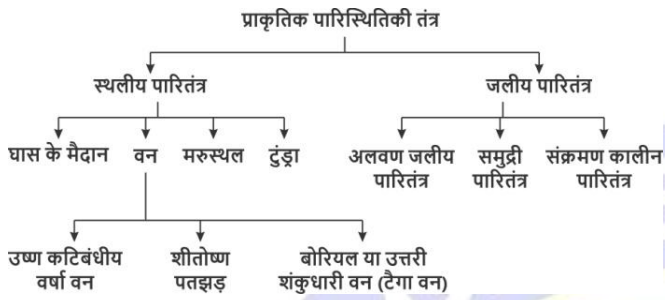 प्राकृतिक पारिस्थितिकी तंत्र
स्थलीय पारितंत्र
जलीय पारितंत्र
घास के मैदान
वन
मरुस्थल
टुंड्रा
अलवण जलीय
पारितंत्र
समुद्री
पारितंत्र
संक्रमण कालीन
पारितंत्र
उष्ण कटिबंधीय
वर्षा वन
शीतोष्ण
पतझड़
बोरियल या उत्तरी
शंकुधारी वन (टैगा वन)